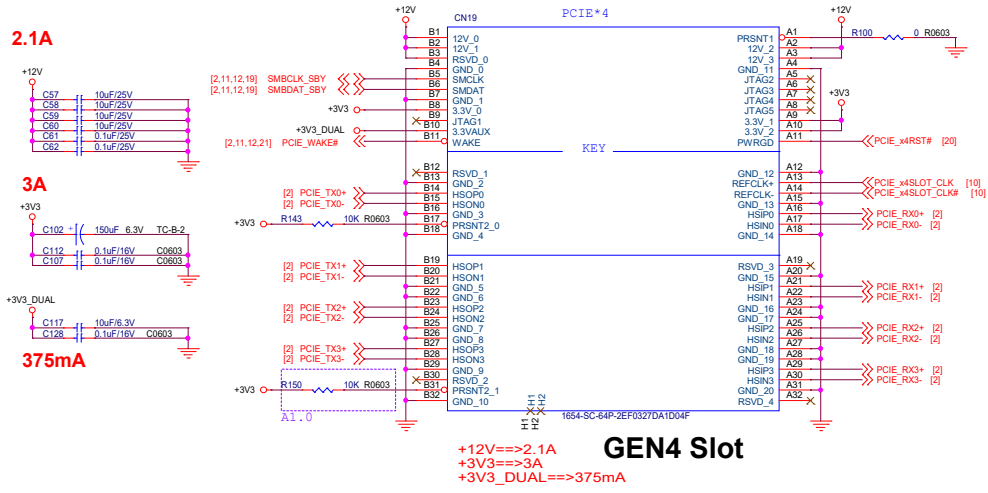 +12V
CN19
PCIE*4
+12V
2.1A
+12V
C57 10uF/25V
C58 10uF/25V
C59 10uF/25V
C60 10uF/25V
C61 0.1uF/25V
C62 0.1uF/25V
3A
+3V3
C102 + 150uF 6.3V TC-B-2
C112 0.1uF/16V C0603
C107 0.1uF/16V C0603
+3V3_DUAL
C117 10uF/6.3V
C128 0.1uF/16V C0603
375mA
B1 12V_0
B2 12V_1
B3 RSVD_0
B4 GND_0
[2,11,12,19] SMBCLK_SBY B5 SMCLK
[2,11,12,19] SMBDAT_SBY B6 SMDAT
B7 GND_1
+3V3 B8 3.3V_0
B9 JTAG1
+3V3_DUAL B10 3.3VAUX
[2,11,12,21] PCIE_WAKE# B11 WAKE
KEY
B12 RSVD_1
B13 GND_2
[2] PCIE_TX0+ B14 HSOP0
[2] PCIE_TX0- B15 HSON0
B16 GND_3
+3V3 R143 10K R0603 B17 PRSNT2_0
B18 GND_4
B19 HSOP1
[2] PCIE_TX1+ B20 HSON1
[2] PCIE_TX1- B21 GND_5
B22 GND_6
[2] PCIE_TX2+ B23 HSOP2
[2] PCIE_TX2- B24 HSON2
B25 GND_7
B26 GND_8
[2] PCIE_TX3+ B27 HSOP3
[2] PCIE_TX3- B28 HSON3
B29 GND_9
B30 RSVD_2
+3V3 R150 10K R0603 B31 PRSNT2_1
B32 GND_10
A1.0
PRSNT1 A1 R100 0 R0603
12V_2 A2
12V_3 A3
GND_11 A4
JTAG2 A5
JTAG3 A6
JTAG4 A7
JTAG5 A8
+3V3
3.3V_1 A9
3.3V_2 A10
PWRGD A11 PCIE_x4RST# [20]
GND_12 A12
REFCLK+ A13 PCIE_x4SLOT_CLK [10]
REFCLK- A14 PCIE_x4SLOT_CLK# [10]
GND_13 A15
HSIP0 A16 PCIE_RX0+ [2]
HSIN0 A17 PCIE_RX0- [2]
GND_14 A18
RSVD_3 A19
GND_15 A20
HSIP1 A21 PCIE_RX1+ [2]
HSIN1 A22 PCIE_RX1- [2]
GND_16 A23
GND_17 A24
HSIP2 A25 PCIE_RX2+ [2]
HSIN2 A26 PCIE_RX2- [2]
GND_18 A27
GND_19 A28
HSIP3 A29 PCIE_RX3+ [2]
HSIN3 A30 PCIE_RX3- [2]
GND_20 A31
RSVD_4 A32
H1
H2
H1
H2
1654-SC-64P-2EF0327DA1D04F
GEN4 Slot
+12V==>2.1A
+3V3==>3A
+3V3_DUAL==>375mA